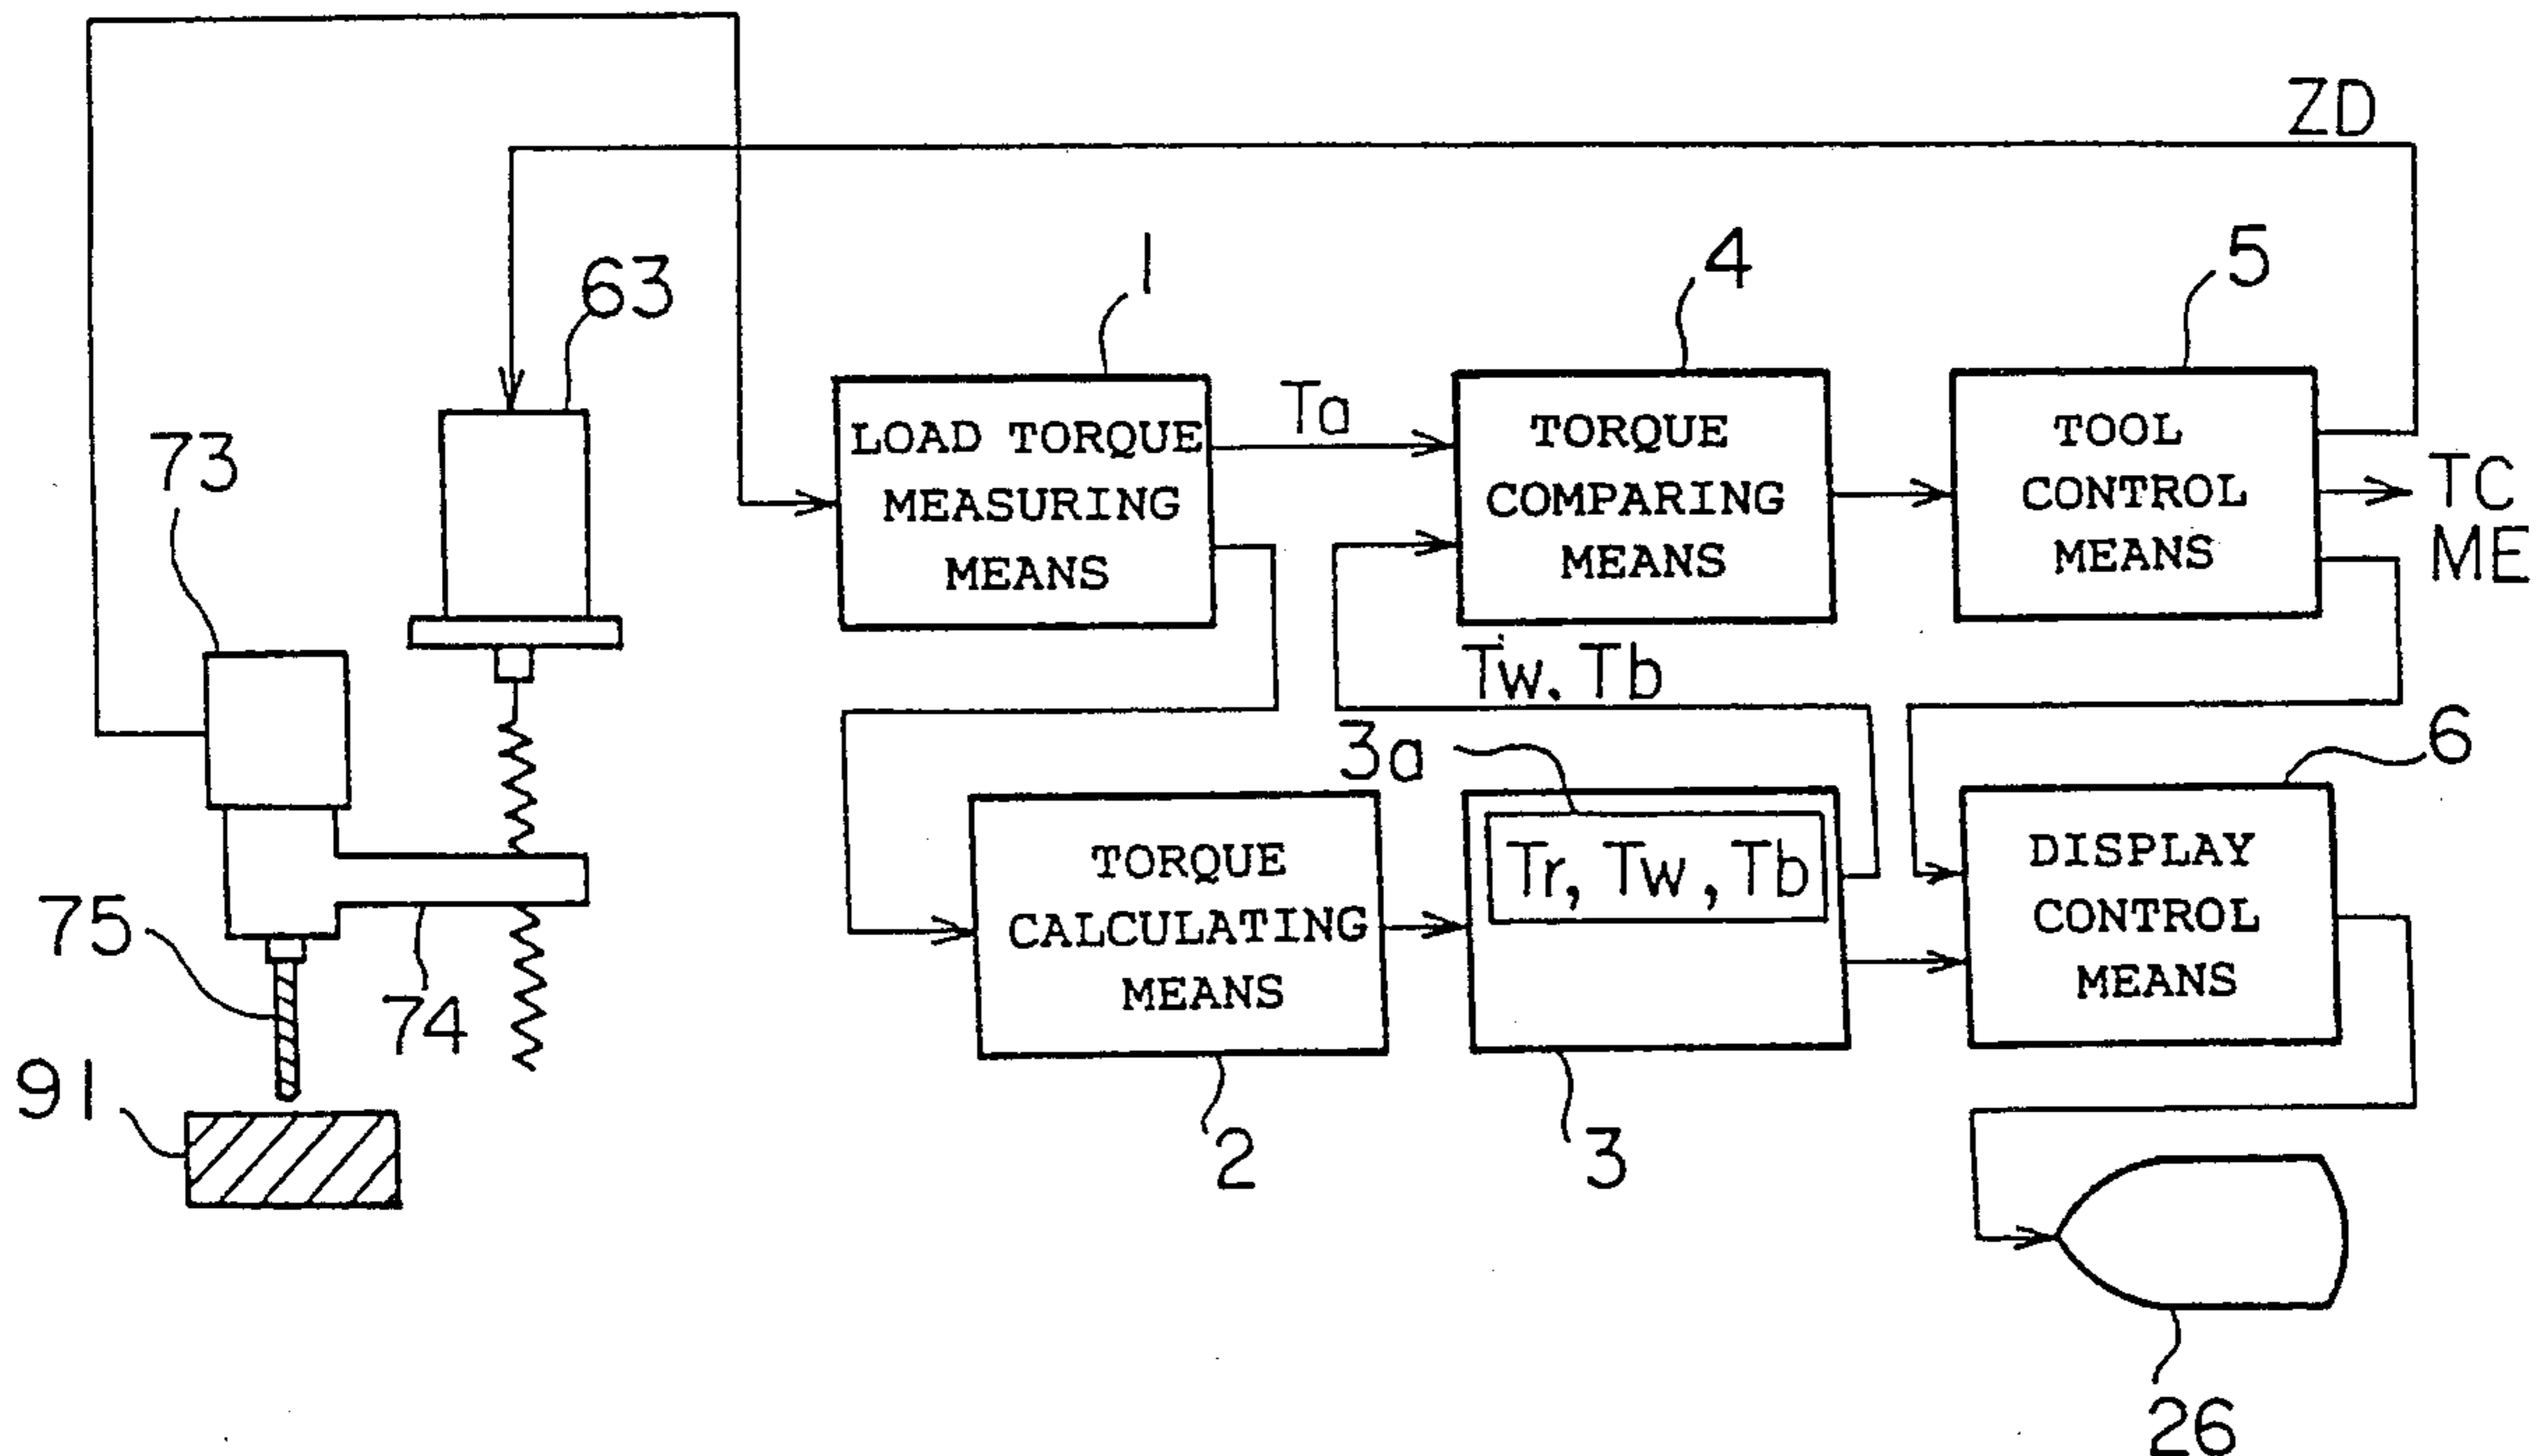 ZD
63
1
4
5
73
LOAD TORQUE
MEASURING
MEANS
Ta
TORQUE
COMPARING
MEANS
TOOL
CONTROL
MEANS
TC
ME
Tw. Tb
3a
6
75
74
TORQUE
CALCULATING
MEANS
Tr, Tw, Tb
DISPLAY
CONTROL
MEANS
91
2
3
26